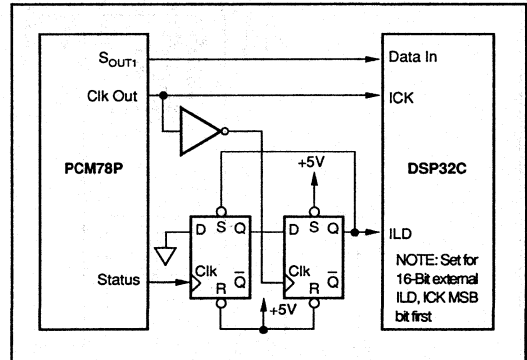 S_OUT1
Data In
Clk Out
ICK
PCM78P
DSP32C
+5V
D S Q
D S Q
ILD
Status
Clk
Q̅
R
Clk
Q̅
R
+5V
NOTE: Set for
16-Bit external
ILD, ICK MSB
bit first